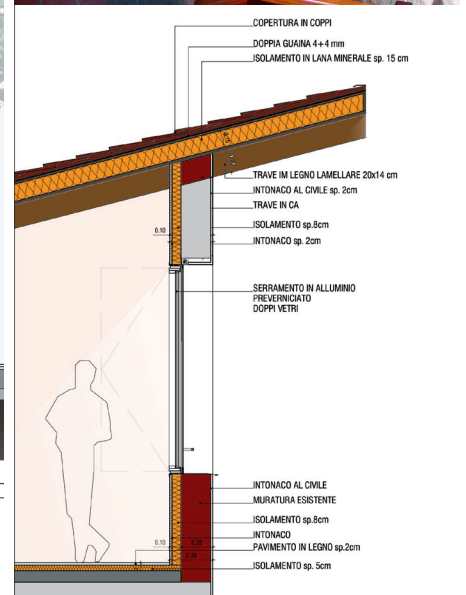 COPERTURA IN COPPI
DOPPIA GUAINA 4+4 mm
ISOLAMENTO IN LANA MINERALE sp. 15 cm
TRAVE IM LEGNO LAMELLARE 20x14 cm
INTONACO AL CIVILE sp. 2cm
TRAVE IN CA
ISOLAMENTO sp.8cm
0.10
INTONACO sp. 2cm
SERRAMENTO IN ALLUMINIO
PREVERNICIATO
DOPPI VETRI
INTONACO AL CIVILE
MURATURA ESISTENTE
ISOLAMENTO sp.8cm
INTONACO
0.10
0.25
PAVIMENTO IN LEGNO sp.2cm
ISOLAMENTO sp. 5cm